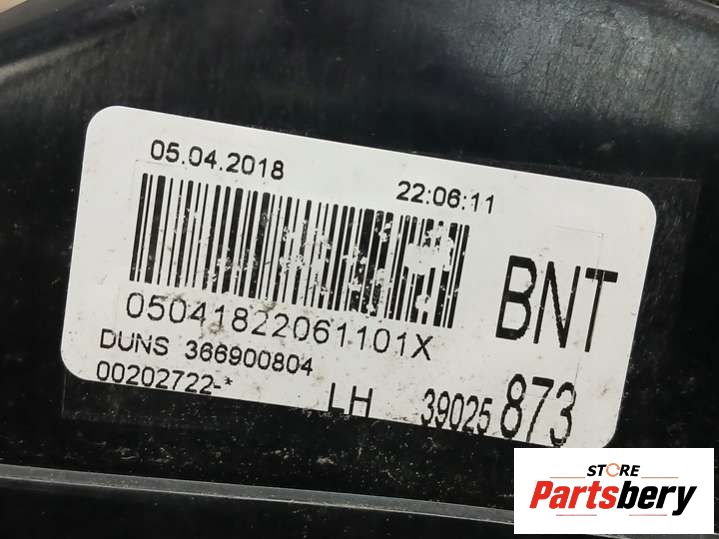 05.04.2018 22:06:11
05041822061101X BNT
DUNS 366900804
00202722-* LH 39025 873
STORE
Partsbery